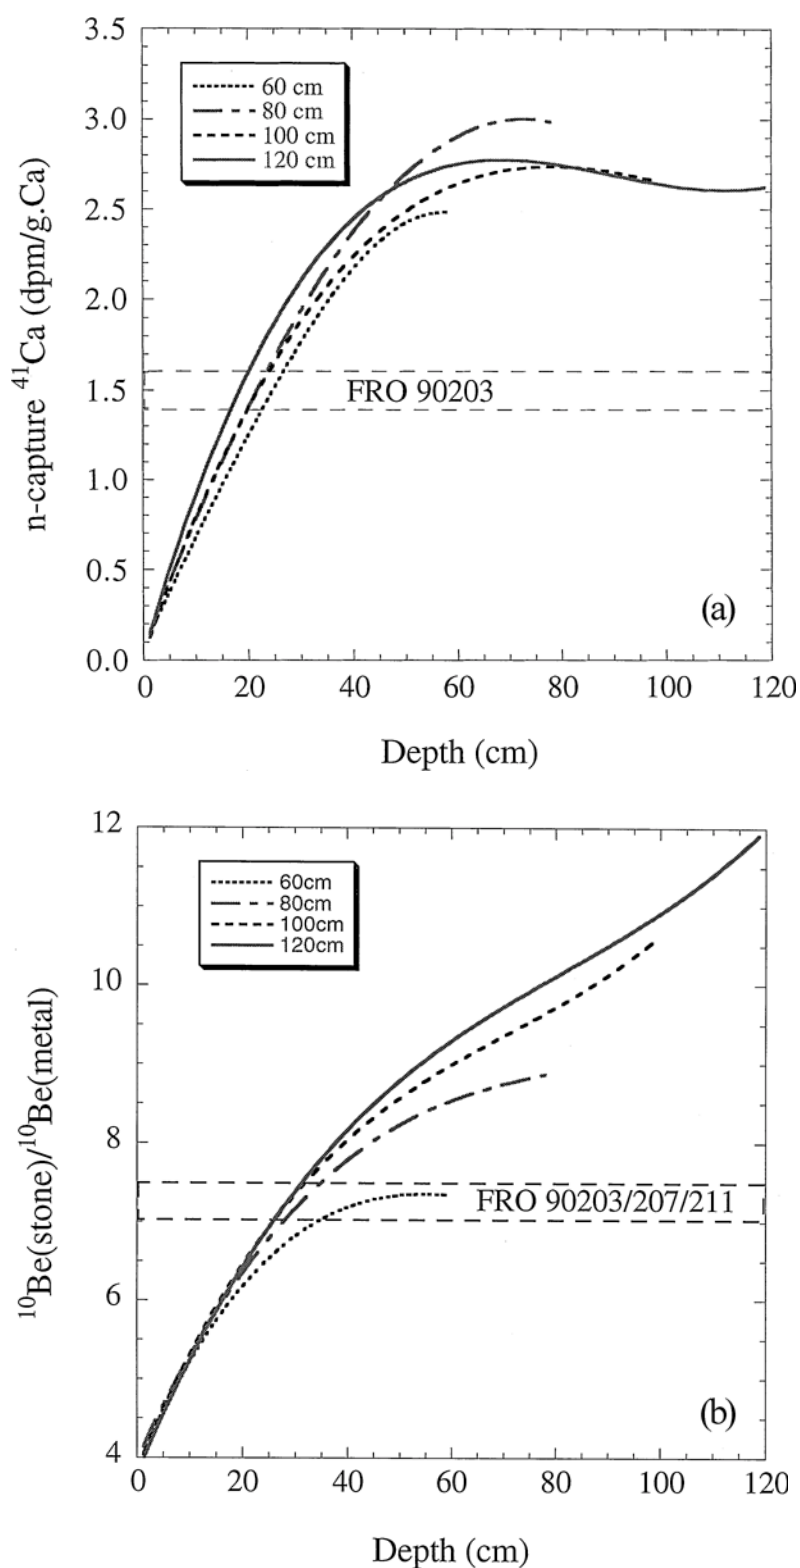 3.5
3.0
2.5
2.0
1.5
1.0
0.5
0.0
n-capture ⁴¹Ca (dpm/g.Ca)
60 cm
80 cm
100 cm
120 cm
FRO 90203
(a)
0 20 40 60 80 100 120
Depth (cm)
12
10
8
6
4
¹⁰Be(stone)/¹⁰Be(metal)
60cm
80cm
100cm
120cm
FRO 90203/207/211
(b)
0 20 40 60 80 100 120
Depth (cm)